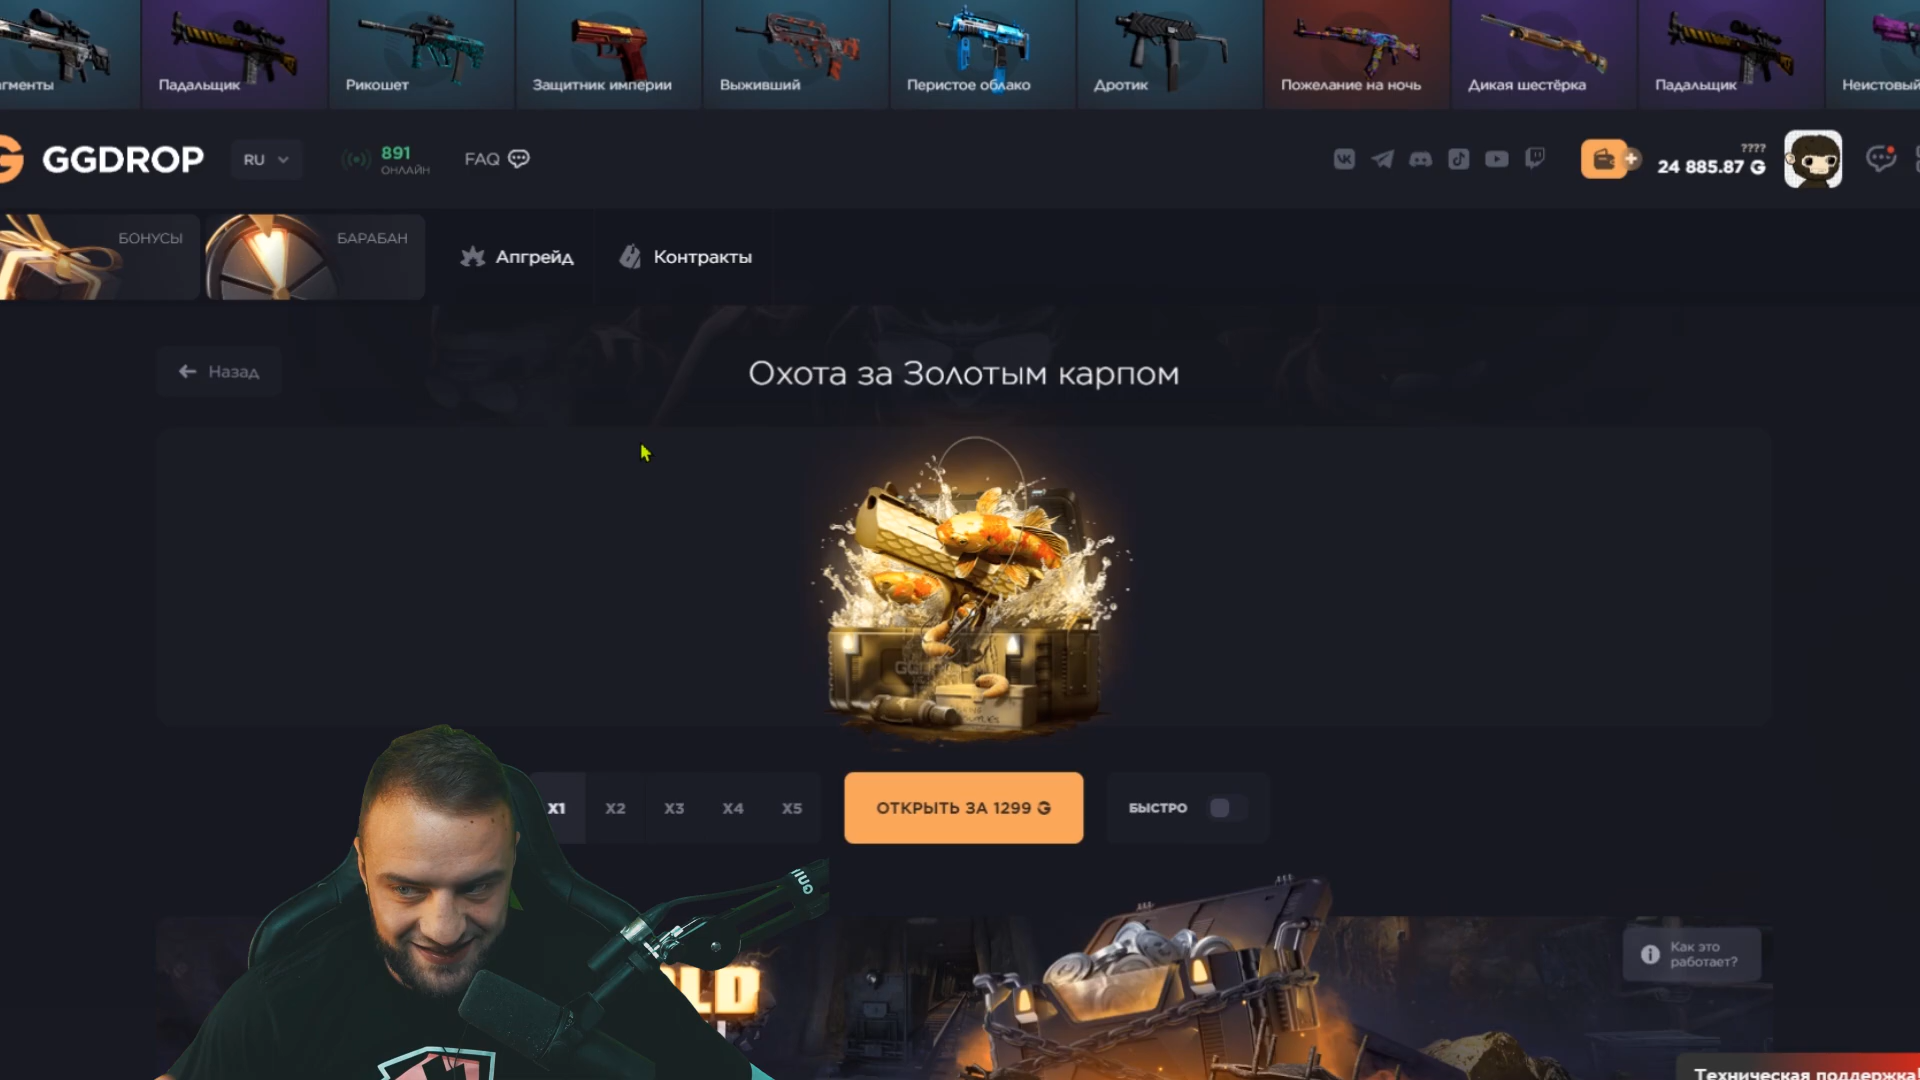 гменты
Падальщик
Рикошет
Защитник империи
Выживший
Перистое облако
Дротик
Пожелание на ночь
Дикая шестёрка
Падальщик
Неистовый
GGDROP
RU
891
ОНЛАЙН
FAQ
????
24 885.87 G
БОНУСЫ
БАРАБАН
Апгрейд
Контракты
Назад
Охота за Золотым карпом
X1
X2
X3
X4
X5
ОТКРЫТЬ ЗА 1299 G
БЫСТРО
LD
Как это
работает?
Техническая поддержка